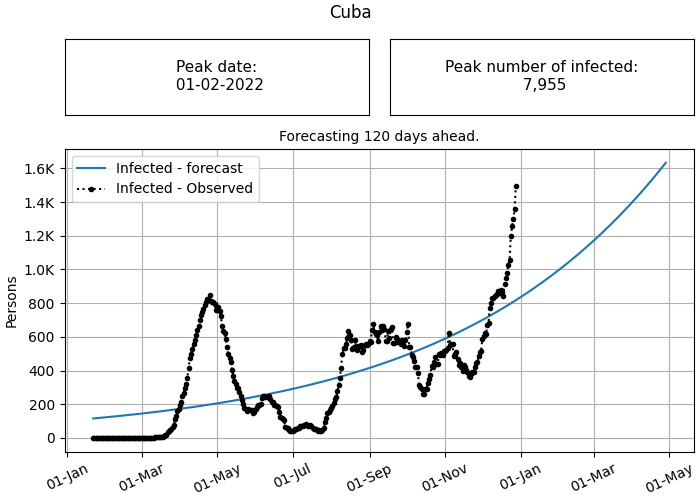 Cuba
Peak date:
01-02-2022
Peak number of infected:
7,955
Forecasting 120 days ahead.
Infected - forecast
Infected - Observed
Persons
1.6K
1.4K
1.2K
1.0K
800
600
400
200
0
01-Jan
01-Mar
01-May
01-Jul
01-Sep
01-Nov
01-Jan
01-Mar
01-May